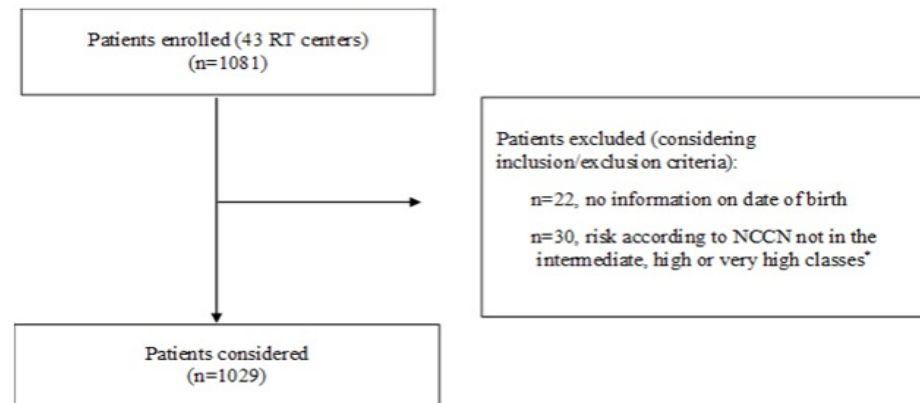 Patients enrolled (43 RT centers)
(n=1081)
Patients excluded (considering
inclusion/exclusion criteria):
n=22, no information on date of birth
n=30, risk according to NCCN not in the
intermediate, high or very high classes*
Patients considered
(n=1029)